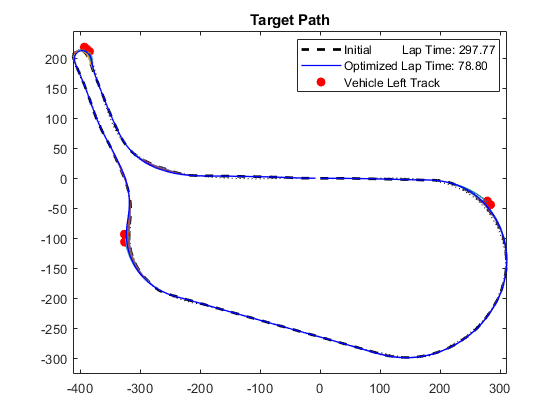 Target Path
Initial Lap Time: 297.77
Optimized Lap Time: 78.80
Vehicle Left Track
200
150
100
50
0
-50
-100
-150
-200
-250
-300
-400 -300 -200 -100 0 100 200 300